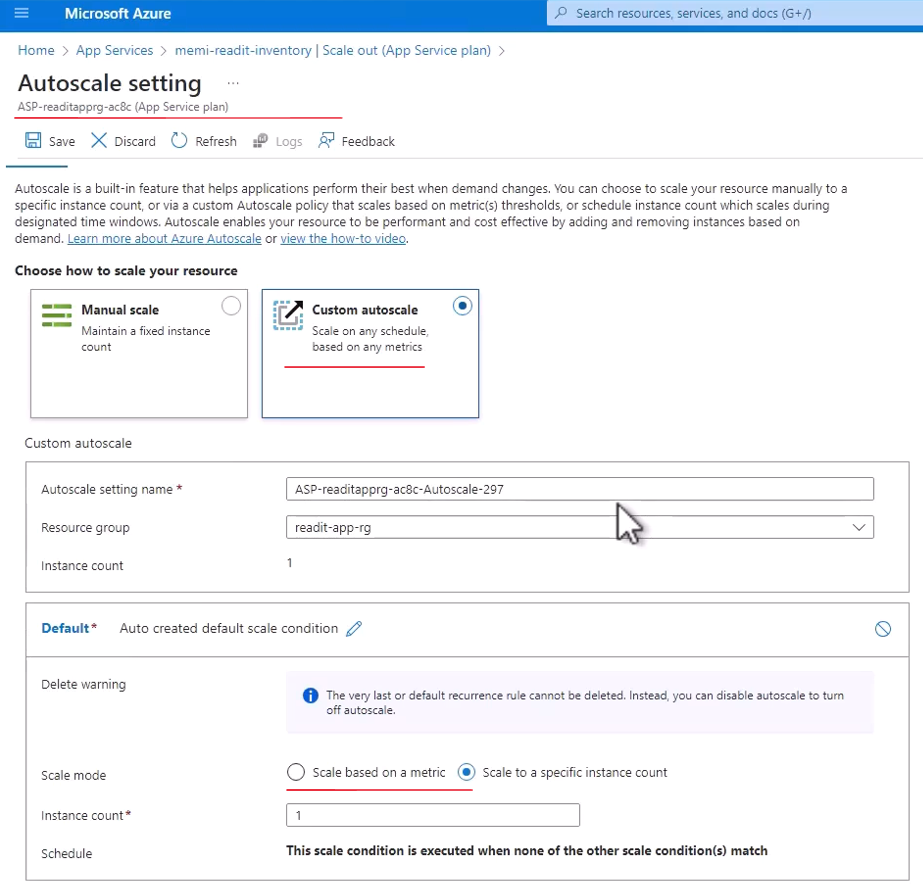 Microsoft Azure
Search resources, services, and docs (G+/)
Home > App Services > memi-readit-inventory | Scale out (App Service plan) >
Autoscale setting ...
ASP-readitapprg-ac8c (App Service plan)
Save Discard Refresh Logs Feedback
Autoscale is a built-in feature that helps applications perform their best when demand changes. You can choose to scale your resource manually to a
specific instance count, or via a custom Autoscale policy that scales based on metric(s) thresholds, or schedule instance count which scales during
designated time windows. Autoscale enables your resource to be performant and cost effective by adding and removing instances based on
demand. Learn more about Azure Autoscale or view the how-to video.
Choose how to scale your resource
Manual scale
Maintain a fixed instance
count
Custom autoscale
Scale on any schedule,
based on any metrics
Custom autoscale
Autoscale setting name *
ASP-readitapprg-ac8c-Autoscale-297
Resource group
readit-app-rg
Instance count
1
Default* Auto created default scale condition
Delete warning
The very last or default recurrence rule cannot be deleted. Instead, you can disable autoscale to turn
off autoscale.
Scale mode
Scale based on a metric Scale to a specific instance count
Instance count*
1
Schedule
This scale condition is executed when none of the other scale condition(s) match